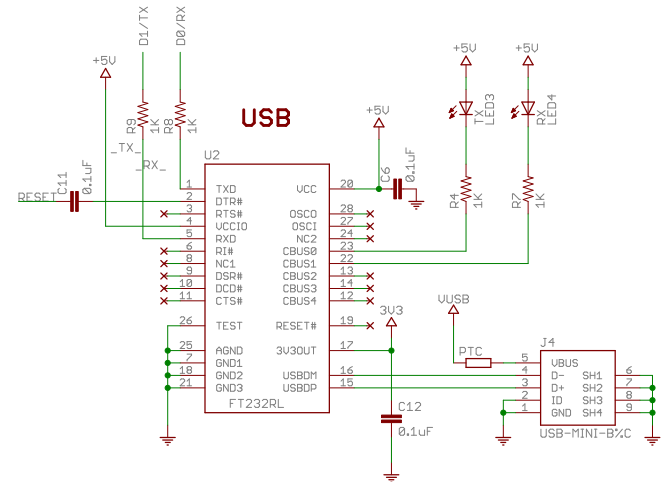 D1/TX
D0/RX
+5V
+5V
+5V
USB
+5V
TX
LED3
RX
LED4
R9
1K
R8
1K
_TX_
_RX_
U2
C6
0.1uF
R4
1K
R7
1K
RESET
C11
0.1uF
1 TXD VCC 20
2 DTR#
3 RTS# OSCO 28
4 VCCIO OSCI 27
5 RXD NC2 24
6 RI# CBUS0 23
8 NC1 CBUS1 22
9 DSR# CBUS2 13
10 DCD# CBUS3 14
11 CTS# CBUS4 12
26 TEST RESET# 19
25 AGND 3V3OUT 17
7 GND1
18 GND2 USBDM 16
21 GND3 USBDP 15
FT232RL
3V3
C12
0.1uF
VUSB
PTC
J4
5 VBUS
4 D- SH1 6
3 D+ SH2 7
2 ID SH3 8
1 GND SH4 9
USB-MINI-B%C